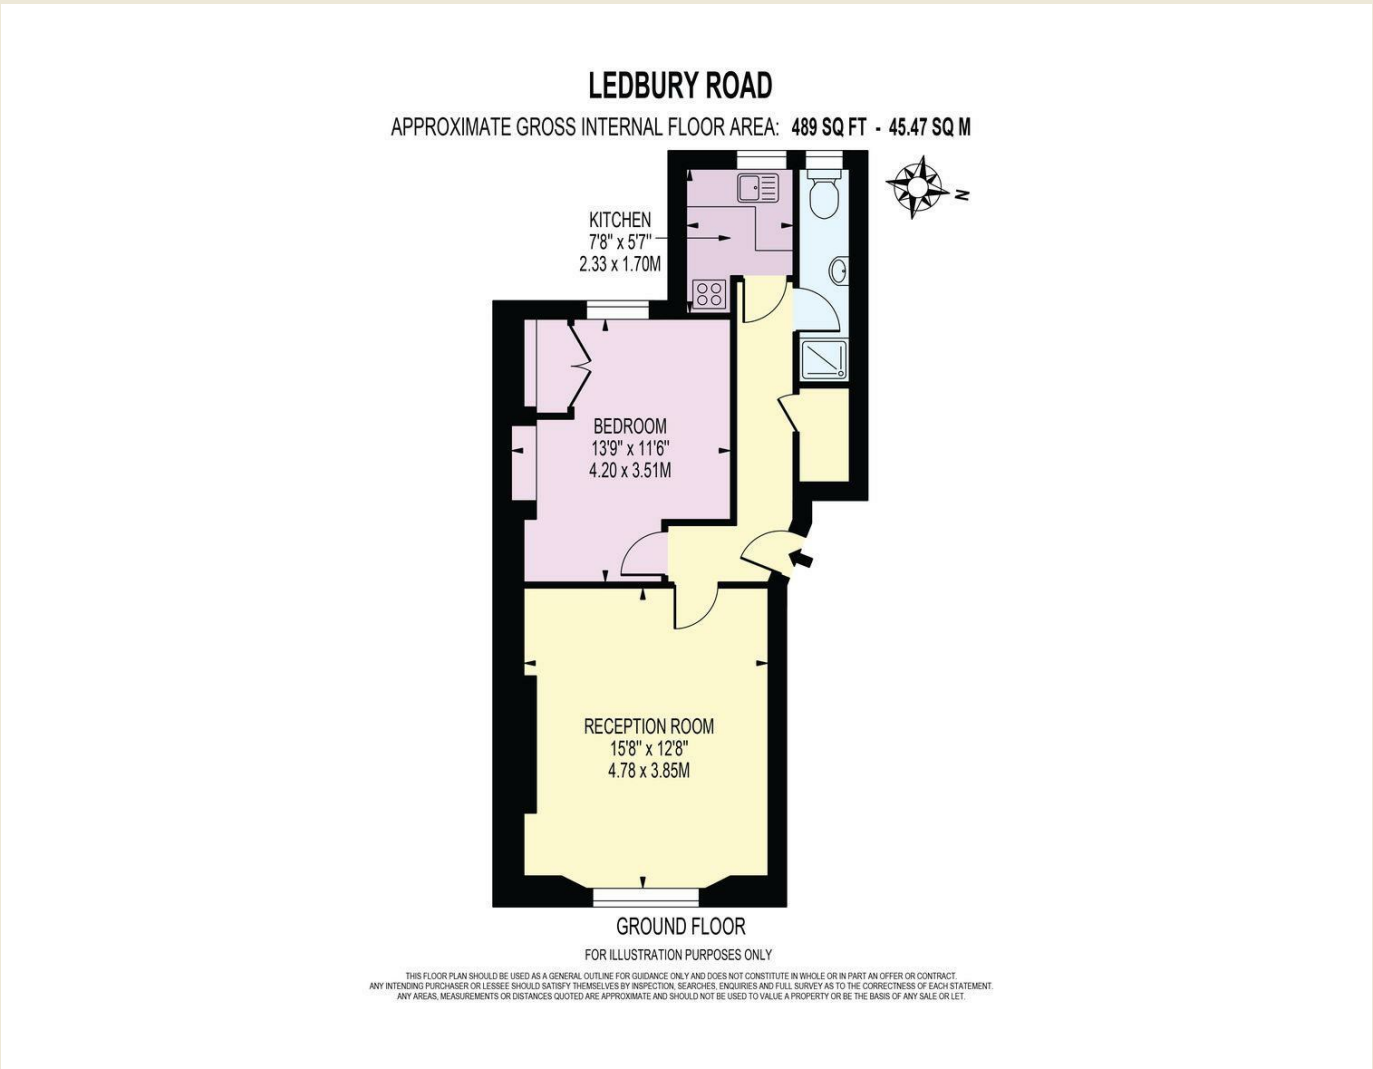 LEDBURY ROAD
APPROXIMATE GROSS INTERNAL FLOOR AREA: 489 SQ FT - 45.47 SQ M
N
KITCHEN
7'8" x 5'7"
2.33 x 1.70M
BEDROOM
13'9" x 11'6"
4.20 x 3.51M
RECEPTION ROOM
15'8" x 12'8"
4.78 x 3.85M
GROUND FLOOR
FOR ILLUSTRATION PURPOSES ONLY
THIS FLOOR PLAN SHOULD BE USED AS A GENERAL OUTLINE FOR GUIDANCE ONLY AND DOES NOT CONSTITUTE IN WHOLE OR IN PART AN OFFER OR CONTRACT.
ANY INTENDING PURCHASER OR LESSEE SHOULD SATISFY THEMSELVES BY INSPECTION, SEARCHES, ENQUIRIES AND FULL SURVEY AS TO THE CORRECTNESS OF EACH STATEMENT.
ANY AREAS, MEASUREMENTS OR DISTANCES QUOTED ARE APPROXIMATE AND SHOULD NOT BE USED TO VALUE A PROPERTY OR BE THE BASIS OF ANY SALE OR LET.